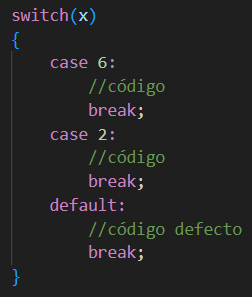 switch(x)
{
    case 6:
        //código
        break;
    case 2:
        //código
        break;
    default:
        //código defecto
        break;
}